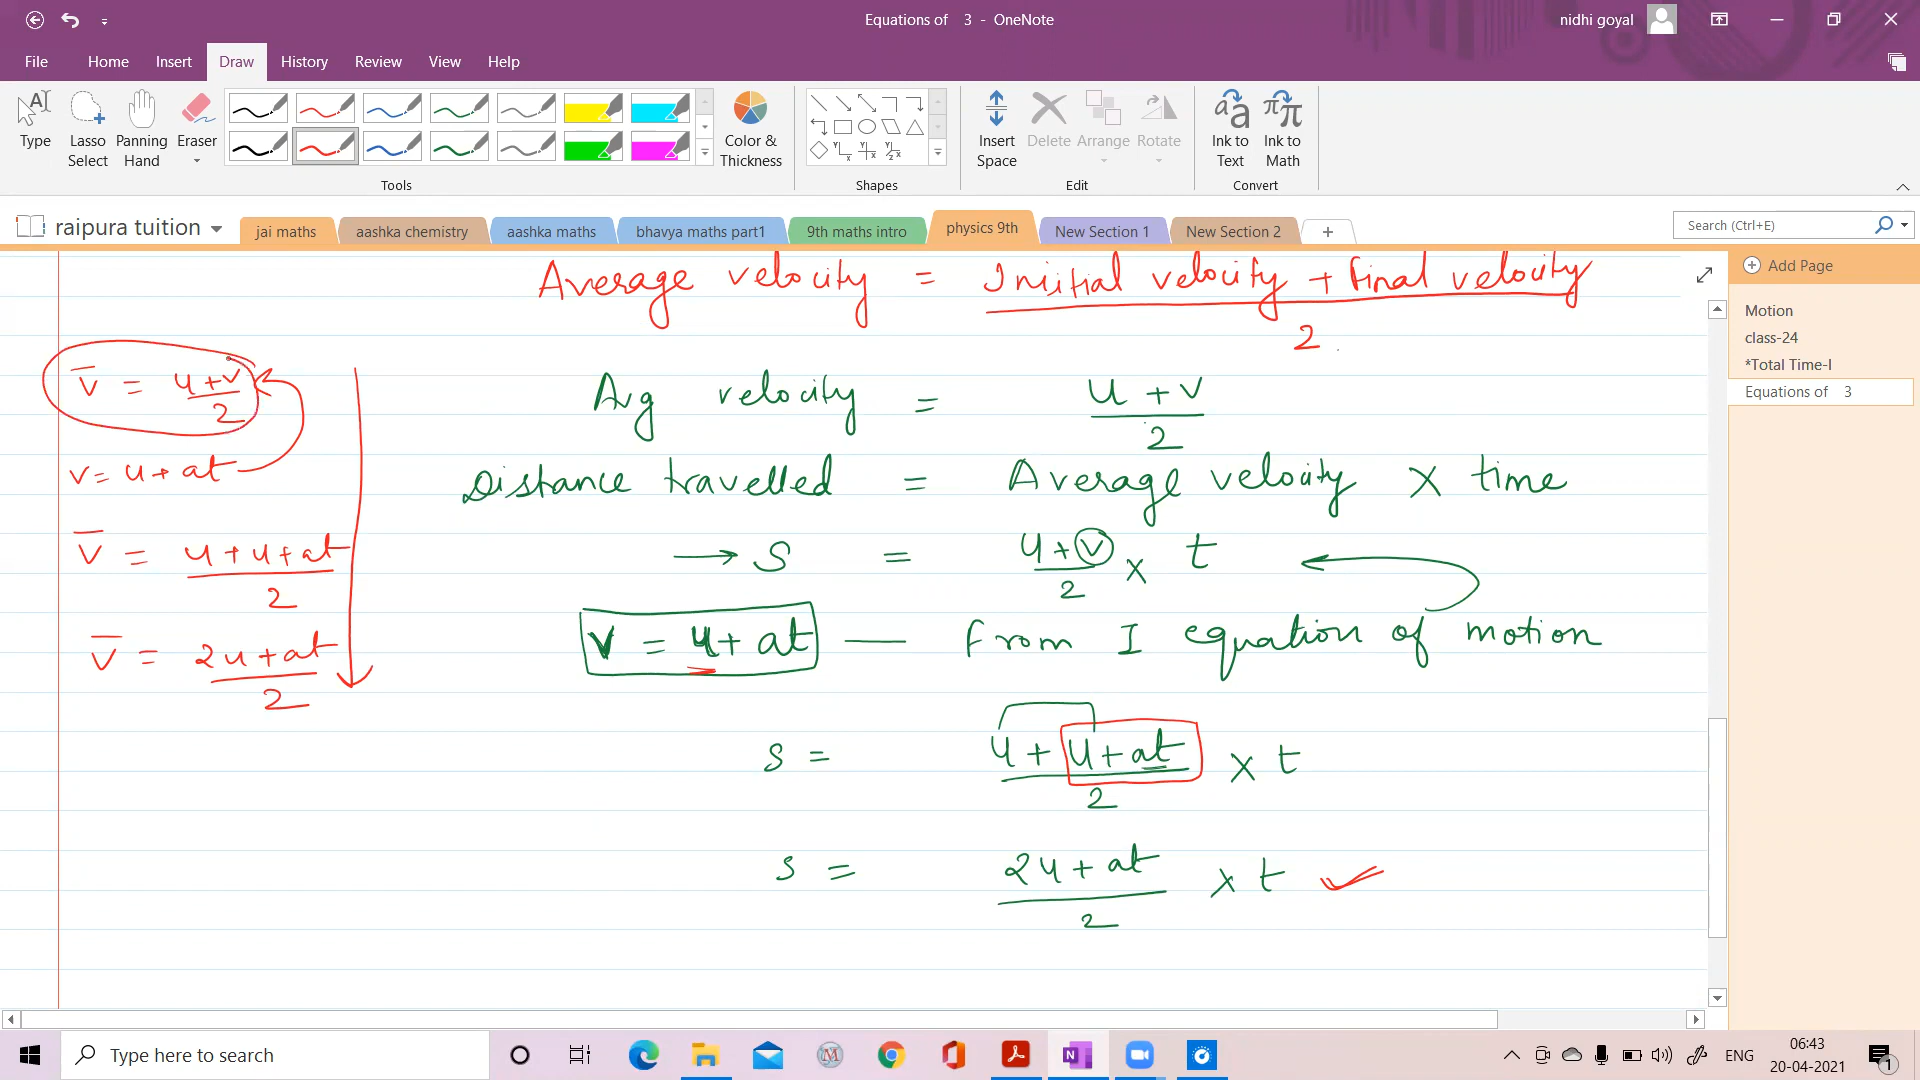 Equations of 3 - OneNote
nidhi goyal
File Home Insert Draw History Review View Help
Type
Lasso Select
Panning Hand
Eraser
Color & Thickness
Insert Space
Delete
Arrange
Rotate
Ink to Text
Ink to Math
Tools
Shapes
Edit
Convert
raipura tuition
jai maths
aashka chemistry
aashka maths
bhavya maths part1
9th maths intro
physics 9th
New Section 1
New Section 2
Search (Ctrl+E)
Add Page
Motion
class-24
*Total Time-I
Equations of 3
Average velocity = Initial velocity + Final velocity / 2
v̅ = u+v / 2
v = u + at
v̅ = u + u + at / 2
v̅ = 2u + at / 2
Avg velocity = u + v / 2
Distance travelled = Average velocity X time
→ S = u + v / 2 x t
v = u + at — From I equation of motion
S = u + u + at / 2 x t
S = 2u + at / 2 x t ✓
Type here to search
ENG
06:43
20-04-2021
1